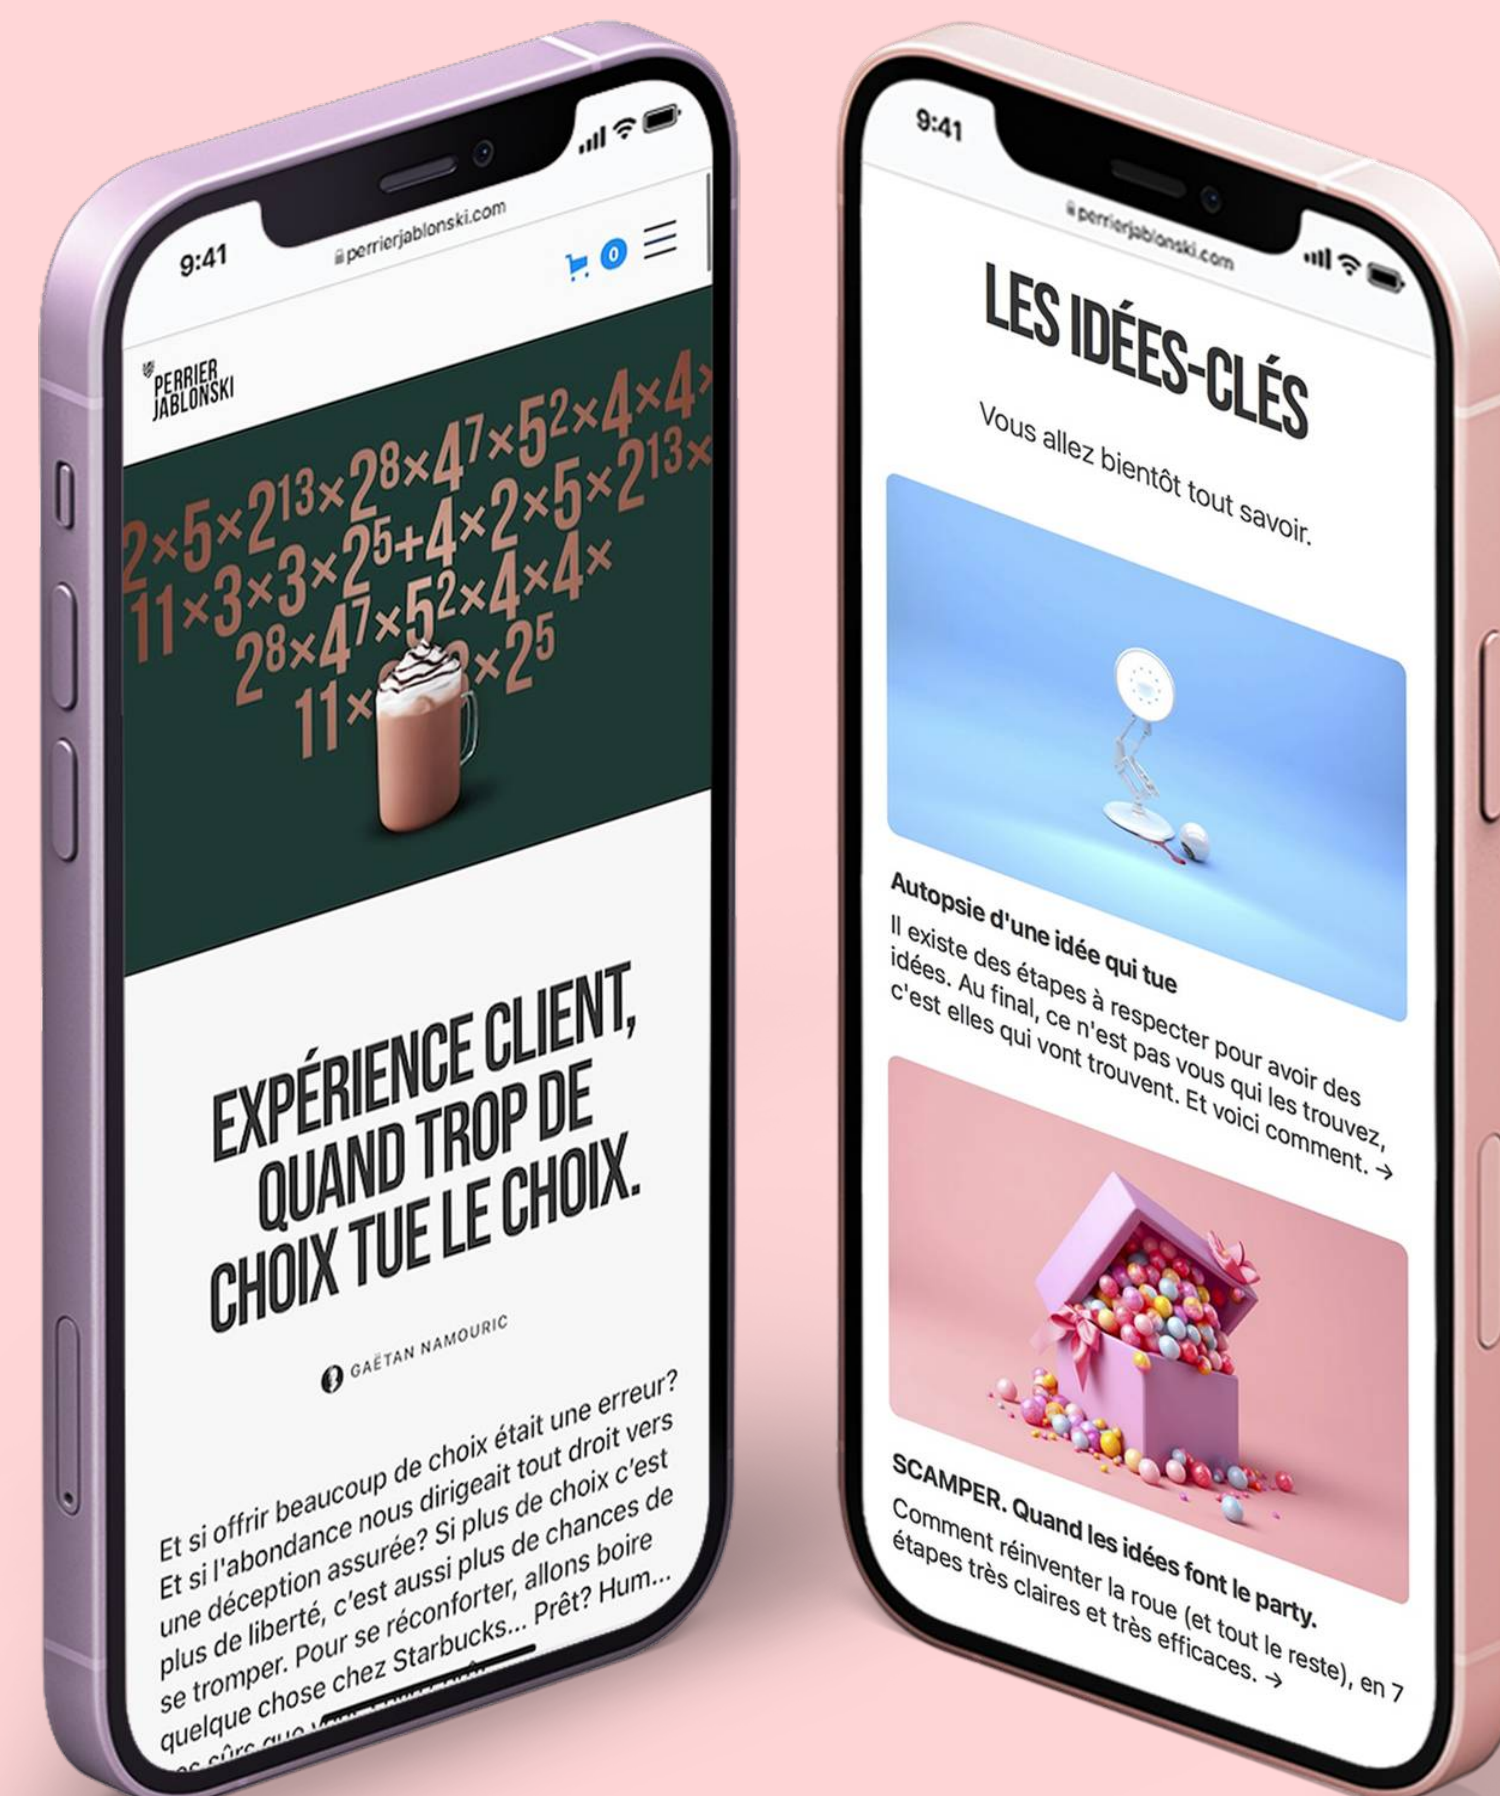 9:41
perrierjablonski.com
0
PERRIER
JABLONSKI
2×5×2¹³×2⁸×4⁷×5²×4×4×
11×3×3×2⁵+4×2×5×2¹³×
2⁸×4⁷×5²×4×4×
11× ×2⁵
EXPÉRIENCE CLIENT,
QUAND TROP DE
CHOIX TUE LE CHOIX.
GAËTAN NAMOURIC
Et si offrir beaucoup de choix était une erreur?
Et si l'abondance nous dirigeait tout droit vers
une déception assurée? Si plus de choix c'est
plus de liberté, c'est aussi plus de chances de
se tromper. Pour se réconforter, allons boire
quelque chose chez Starbucks... Prêt? Hum...
sûrs que
9:41
perrierjablonski.com
LES IDÉES-CLÉS
Vous allez bientôt tout savoir.
Autopsie d'une idée qui tue
Il existe des étapes à respecter pour avoir des
idées. Au final, ce n'est pas vous qui les trouvez,
c'est elles qui vont trouvent. Et voici comment. →
SCAMPER. Quand les idées font le party.
Comment réinventer la roue (et tout le reste), en 7
étapes très claires et très efficaces. →